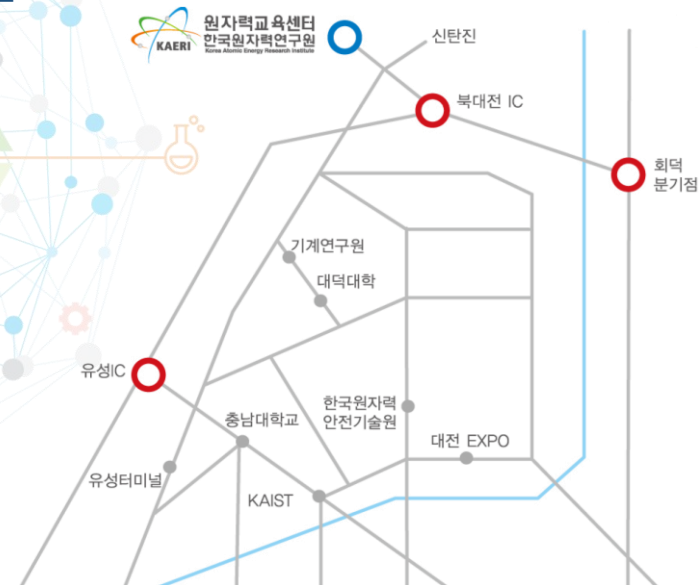 KAERI
원자력교육센터
한국원자력연구원
Korea Atomic Energy Research Institute
신탄진
북대전 IC
회덕
분기점
기계연구원
대덕대학
유성IC
한국원자력
안전기술원
충남대학교
대전 EXPO
유성터미널
KAIST